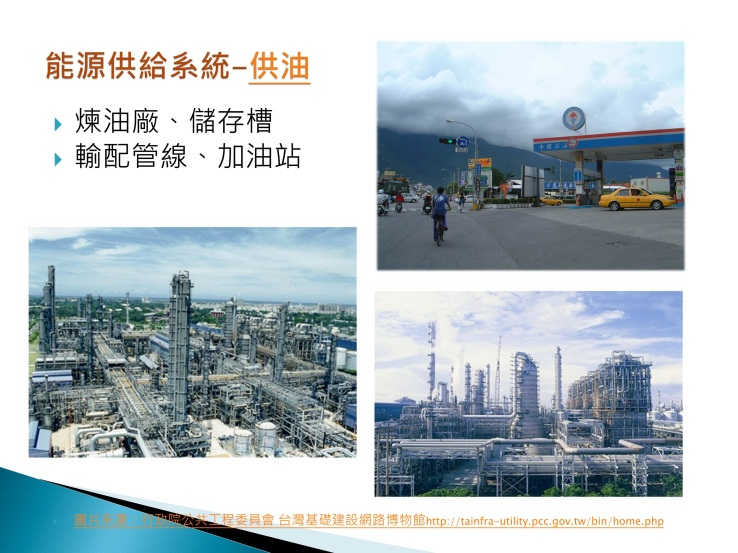 能源供給系統-供油
煉油廠、儲存槽
輸配管線、加油站
圖片來源：行政院公共工程委員會 台灣基礎建設網路博物館http://tainfra-utility.pcc.gov.tw/bin/home.php